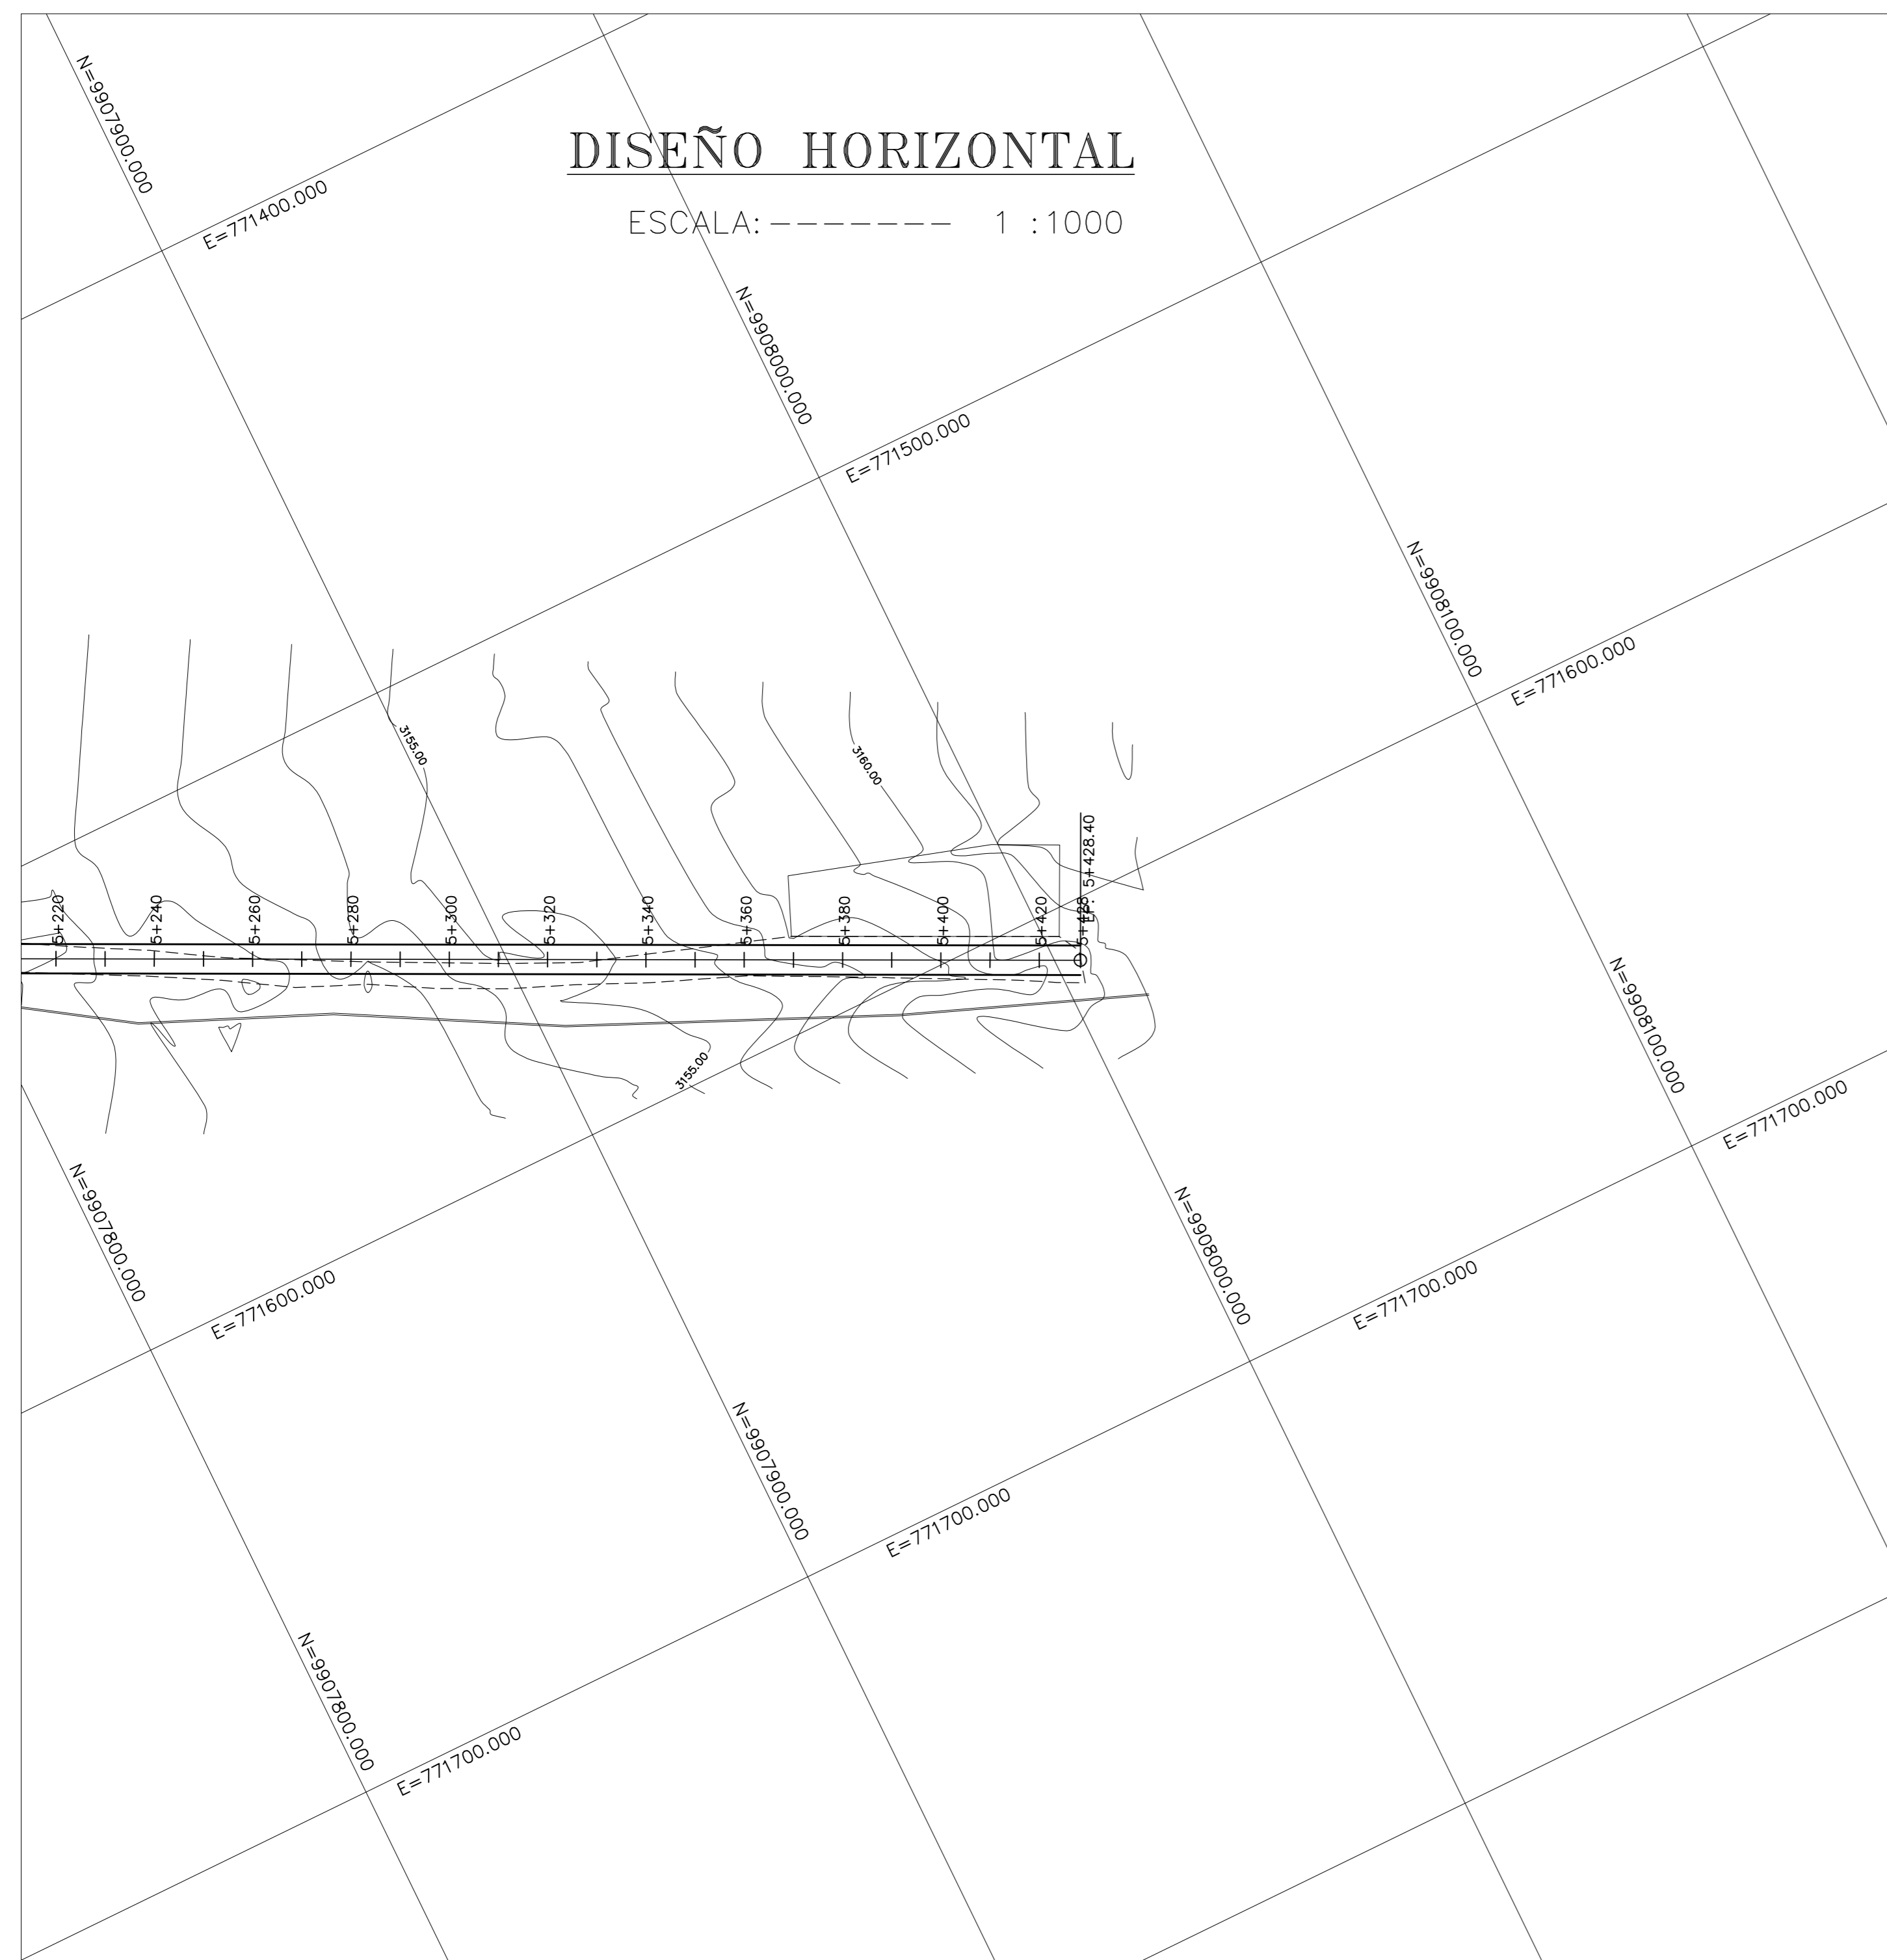 N=9907900.000
DISEÑO HORIZONTAL
E=771400.000
ESCALA:------- 1 :1000
N=9908000.000
E=771500.000
N=9908100.000
E=771600.000
3155.00
3160.00
5+220
5+240
5+260
5+280
5+300
5+320
5+340
5+360
5+380
5+400
5+420
5+428
EP: 5+428.40
N=9908100.000
3155.00
E=771700.000
N=9907800.000
N=9908000.000
E=771600.000
E=771700.000
N=9907900.000
E=771700.000
N=9907800.000
E=771700.000